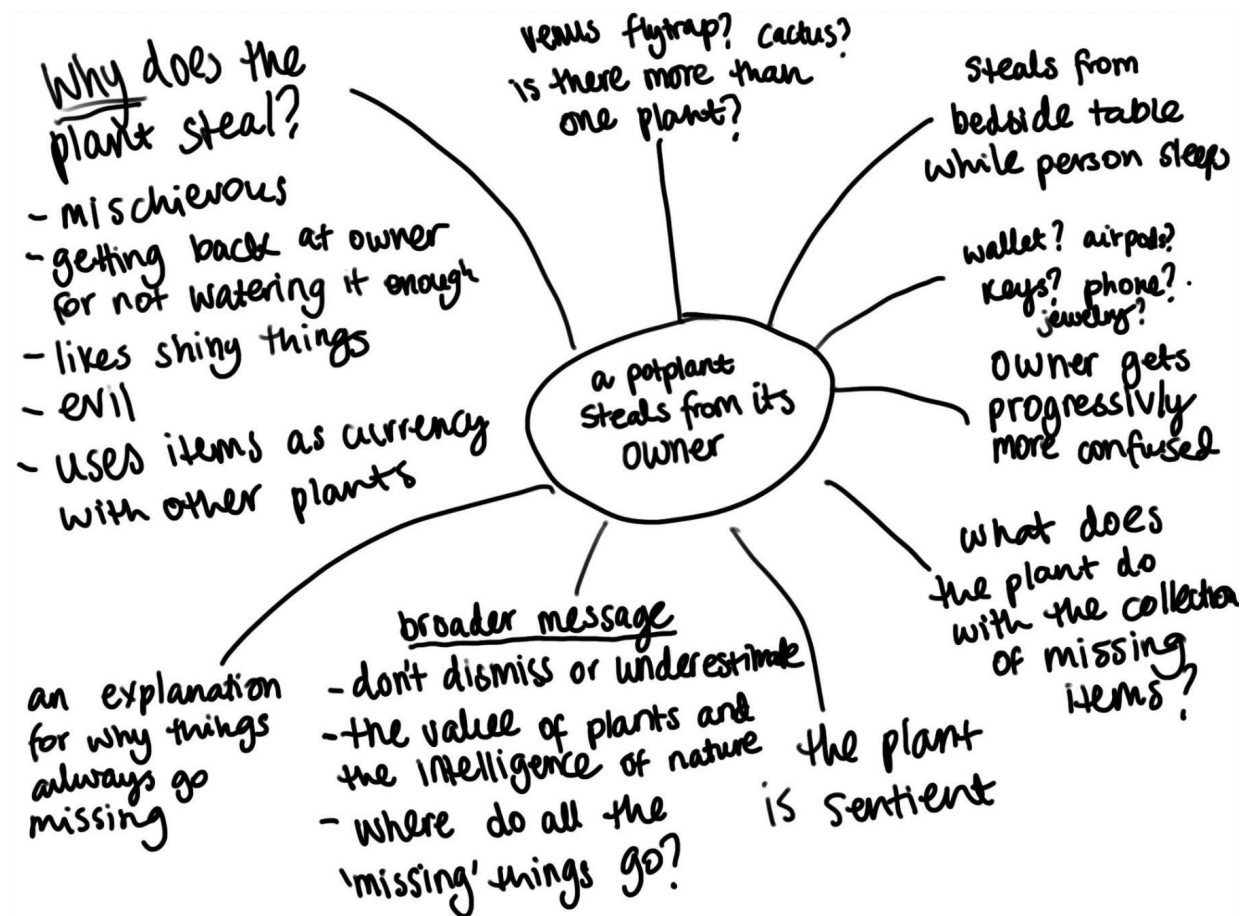 why does the
plant steal?
- mischievous
- getting back at owner
for not watering it enough
- likes shiny things
- evil
- uses items as currency
with other plants
venus flytrap? cactus?
is there more than
one plant?
steals from
bedside table
while person sleeps
wallet? airpods?
keys? phone?
jewelry?
owner gets
progressivly
more confused
a potplant
steals from its
owner
what does
the plant do
with the collection
of missing
items?
an explanation
for why things
always go
missing
broader message
- don't dismiss or underestimate
- the value of plants and
the intelligence of nature
- where do all the
'missing' things go?
the plant
is sentient